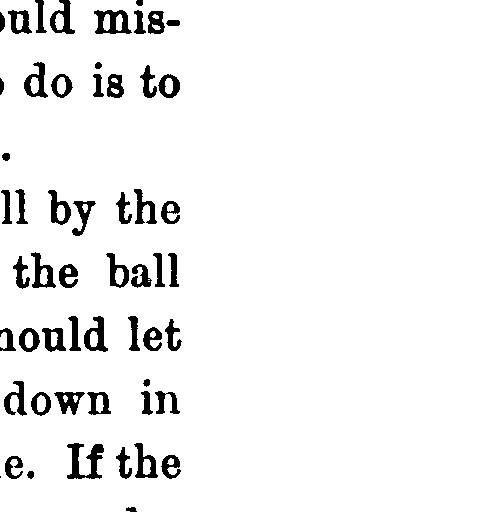 ould mis-
do is to
.
ll by the
the ball
hould let
down in
e. If the